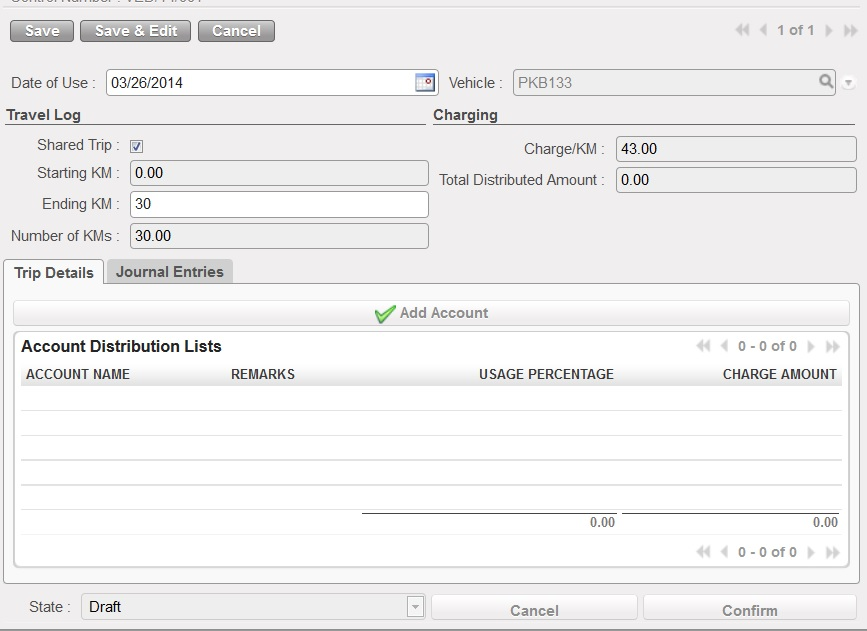 Save Save & Edit Cancel 1 of 1
Date of Use : 03/26/2014 Vehicle : PKB133
Travel Log Charging
Shared Trip : Charge/KM : 43.00
Starting KM : 0.00 Total Distributed Amount : 0.00
Ending KM : 30
Number of KMs : 30.00
Trip Details Journal Entries
Add Account
Account Distribution Lists 0 - 0 of 0
ACCOUNT NAME REMARKS USAGE PERCENTAGE CHARGE AMOUNT
0.00 0.00
0 - 0 of 0
State : Draft Cancel Confirm